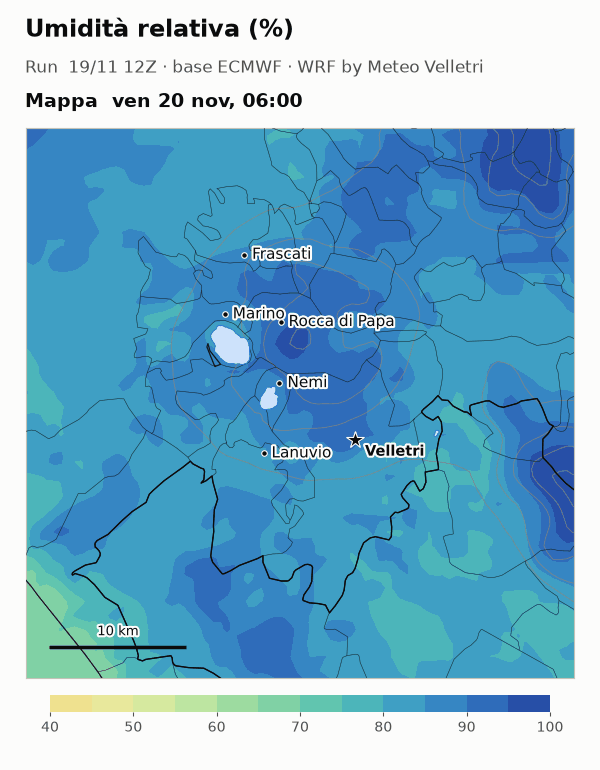 Umidità relativa (%)
Run  19/11 12Z · base ECMWF · WRF by Meteo Velletri
Mappa  ven 20 nov, 06:00
Frascati
Marino
Rocca di Papa
Nemi
Velletri
Lanuvio
10 km
40 50 60 70 80 90 100